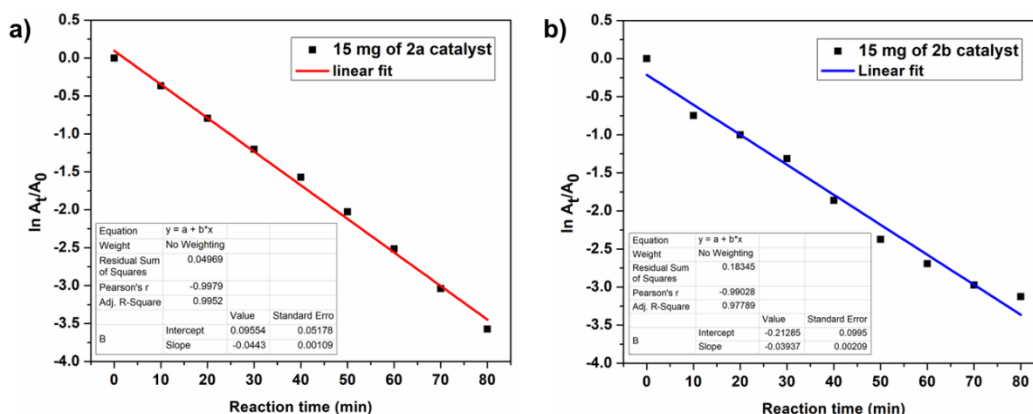 a)
15 mg of 2a catalyst
linear fit
0.0
-0.5
-1.0
-1.5
-2.0
-2.5
-3.0
-3.5
-4.0
ln At/A0
Equation y = a + b*x
Weight No Weighting
Residual Sum of Squares 0.04969
Pearson's r -0.9979
Adj. R-Square 0.9952
Value Standard Erro
B Intercept 0.09554 0.05178
Slope -0.0443 0.00109
0 10 20 30 40 50 60 70 80
Reaction time (min)
b)
15 mg of 2b catalyst
Linear fit
0.5
0.0
-0.5
-1.0
-1.5
-2.0
-2.5
-3.0
-3.5
-4.0
ln At/A0
Equation y = a + b*x
Weight No Weighting
Residual Sum of Squares 0.18345
Pearson's r -0.99028
Adj. R-Square 0.97789
Value Standard Error
B Intercept -0.21285 0.0995
Slope -0.03937 0.00209
0 10 20 30 40 50 60 70 80
Reaction time (min)